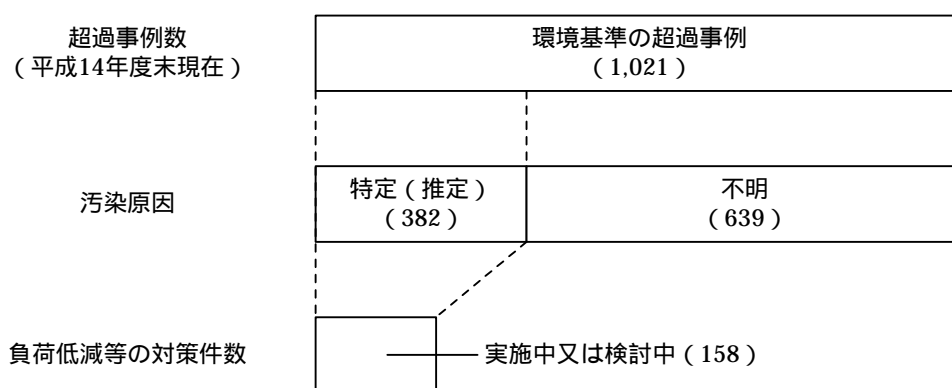 超過事例数
（平成14年度末現在）
環境基準の超過事例
（1,021）
汚染原因
特定（推定）
（382）
不明
（639）
負荷低減等の対策件数
実施中又は検討中（158）